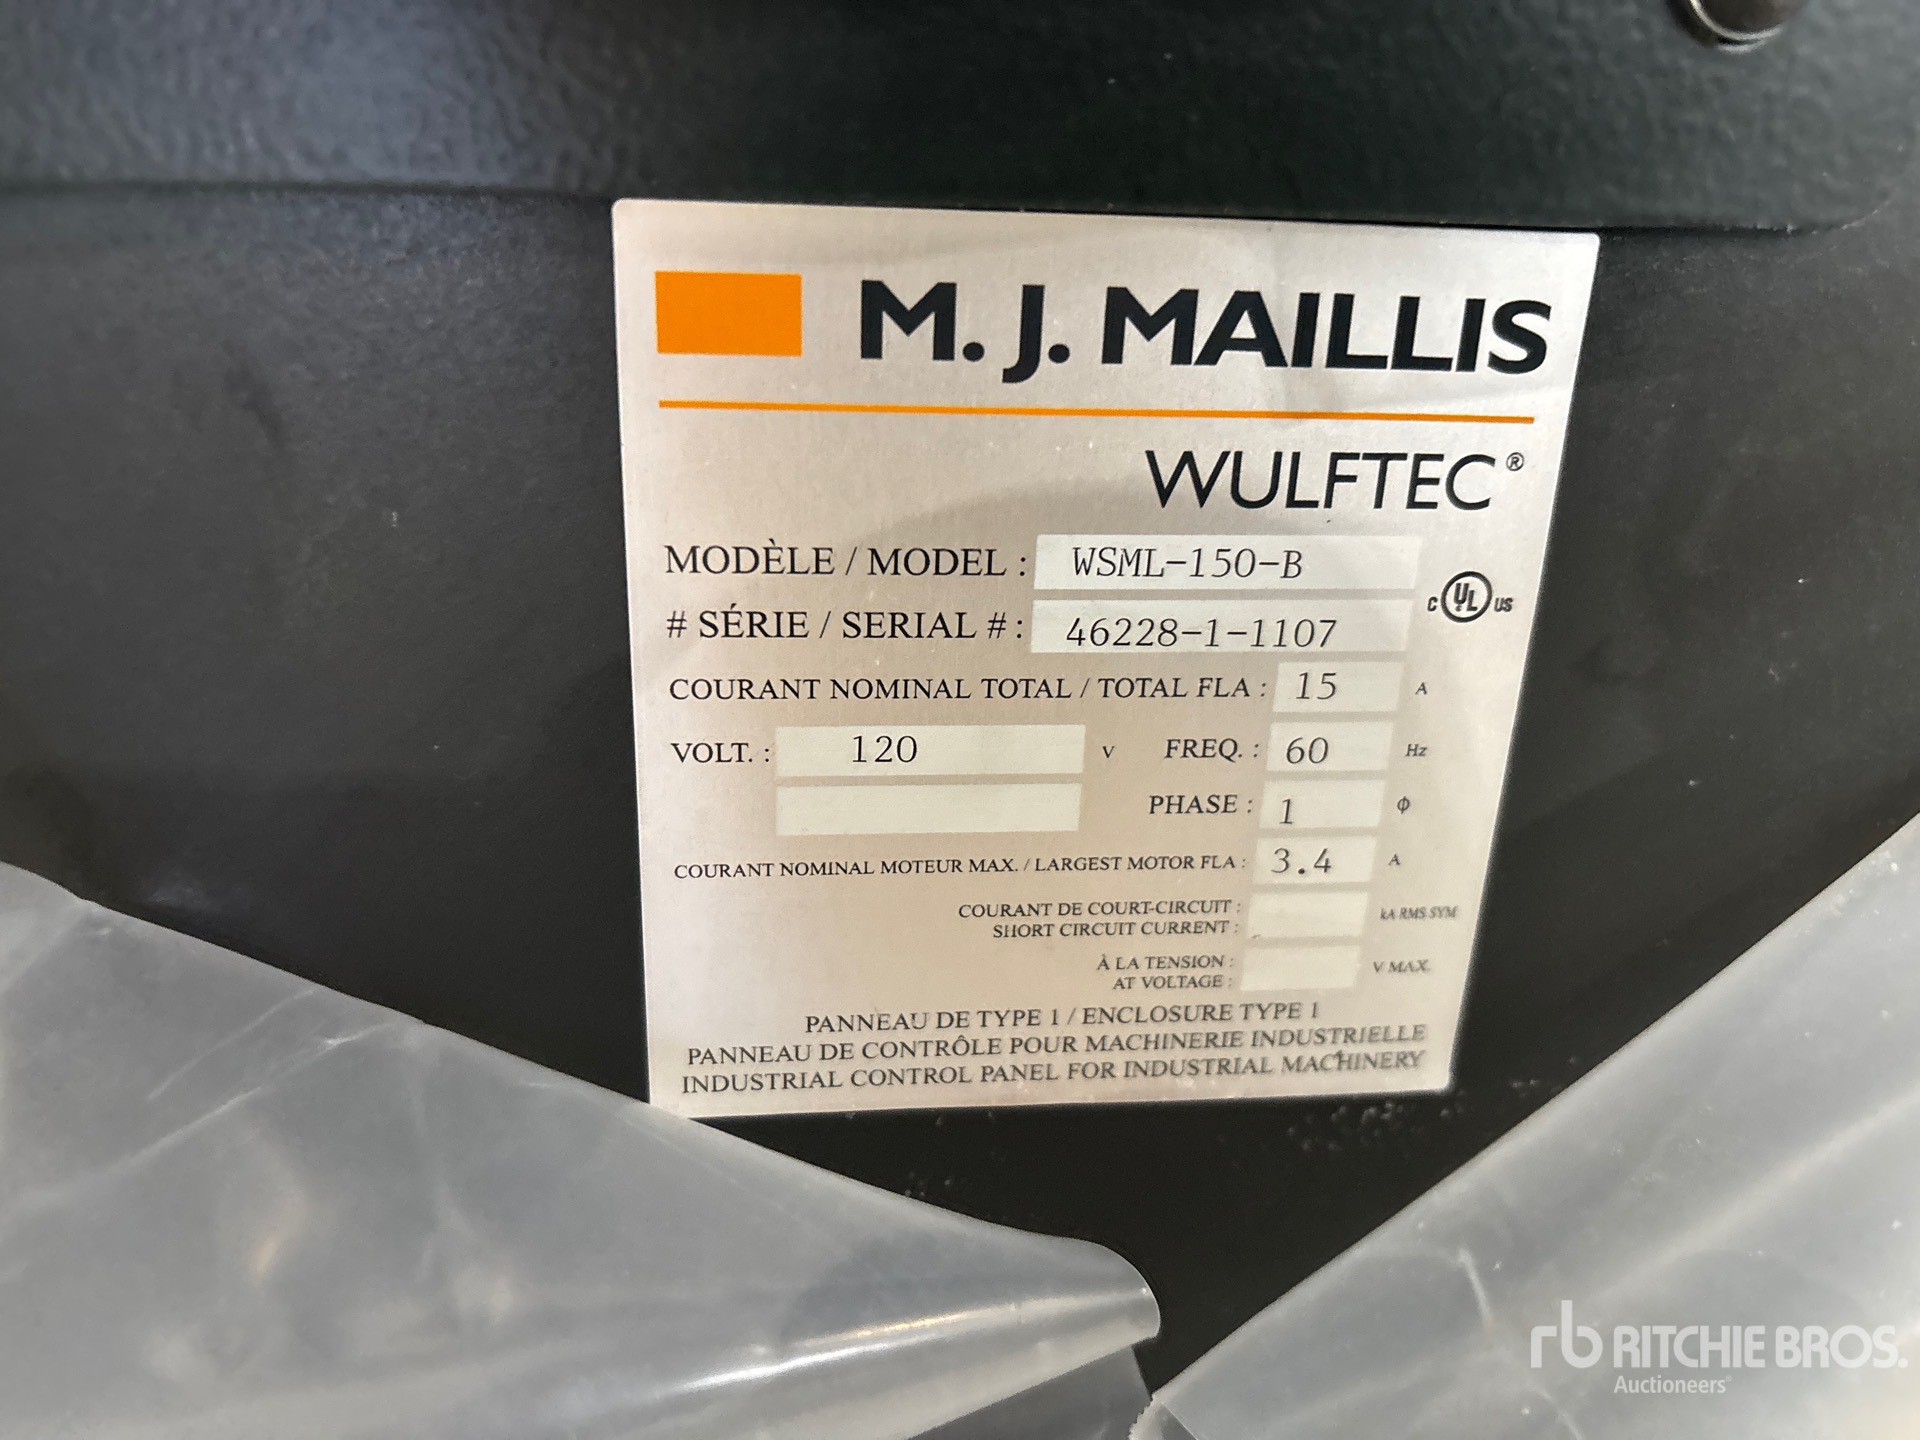 M. J. MAILLIS
WULFTEC®
MODÈLE / MODEL : WSML-150-B
# SÉRIE / SERIAL # : 46228-1-1107
C UL US
COURANT NOMINAL TOTAL / TOTAL FLA : 15 A
VOLT. : 120 V FREQ. : 60 Hz
PHASE : 1 ϕ
COURANT NOMINAL MOTEUR MAX. / LARGEST MOTOR FLA : 3.4 A
COURANT DE COURT-CIRCUIT :
SHORT CIRCUIT CURRENT : kA RMS SYM
À LA TENSION :
AT VOLTAGE : V MAX.
PANNEAU DE TYPE 1 / ENCLOSURE TYPE 1
PANNEAU DE CONTRÔLE POUR MACHINERIE INDUSTRIELLE
INDUSTRIAL CONTROL PANEL FOR INDUSTRIAL MACHINERY
rb RITCHIE BROS.
Auctioneers